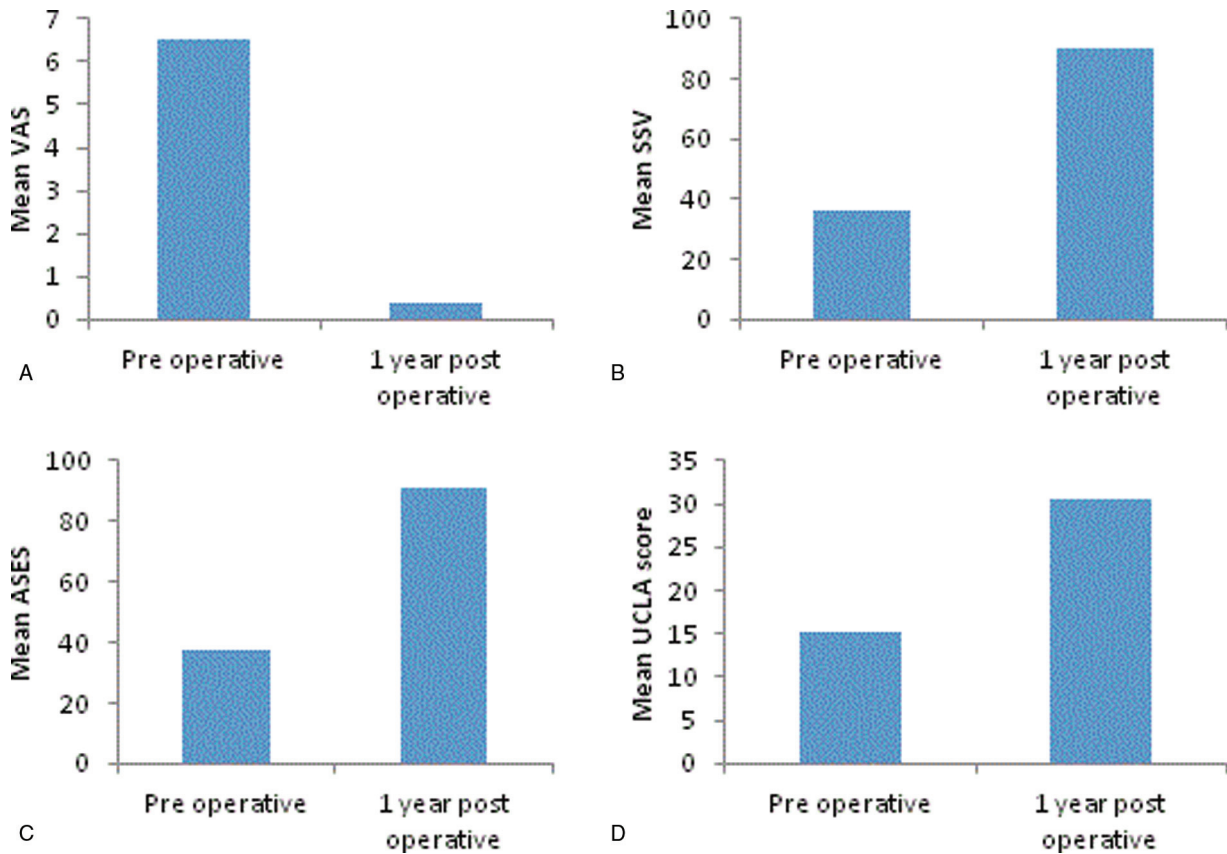 7
6
5
4
3
2
1
0
Mean VAS
Pre operative
1 year post
operative
A
100
80
60
40
20
0
Mean SSV
Pre operative
1 year post
operative
B
100
80
60
40
20
0
Mean ASES
Pre operative
1 year post
operative
C
35
30
25
20
15
10
5
0
Mean UCLA score
Pre operative
1 year post
operative
D